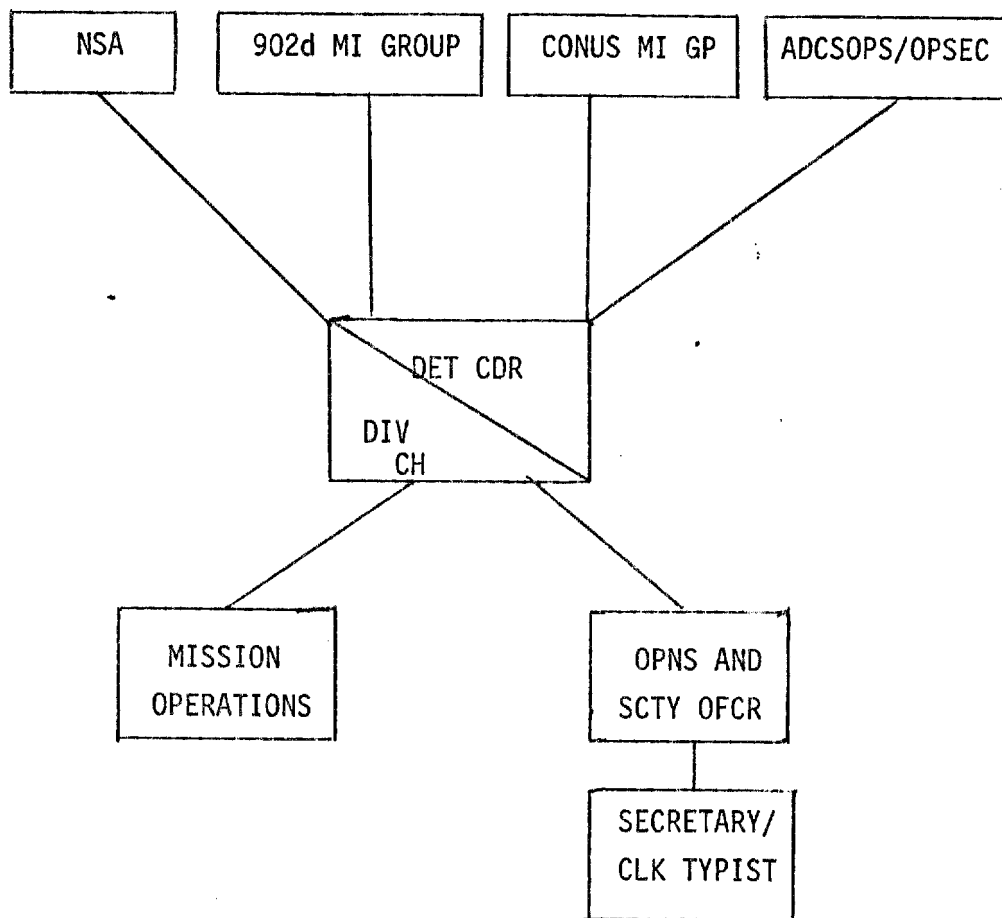 NSA
902d MI GROUP
CONUS MI GP
ADCSOPS/OPSEC
DET CDR
DIV
CH
MISSION
OPERATIONS
OPNS AND
SCTY OFCR
SECRETARY/
CLK TYPIST